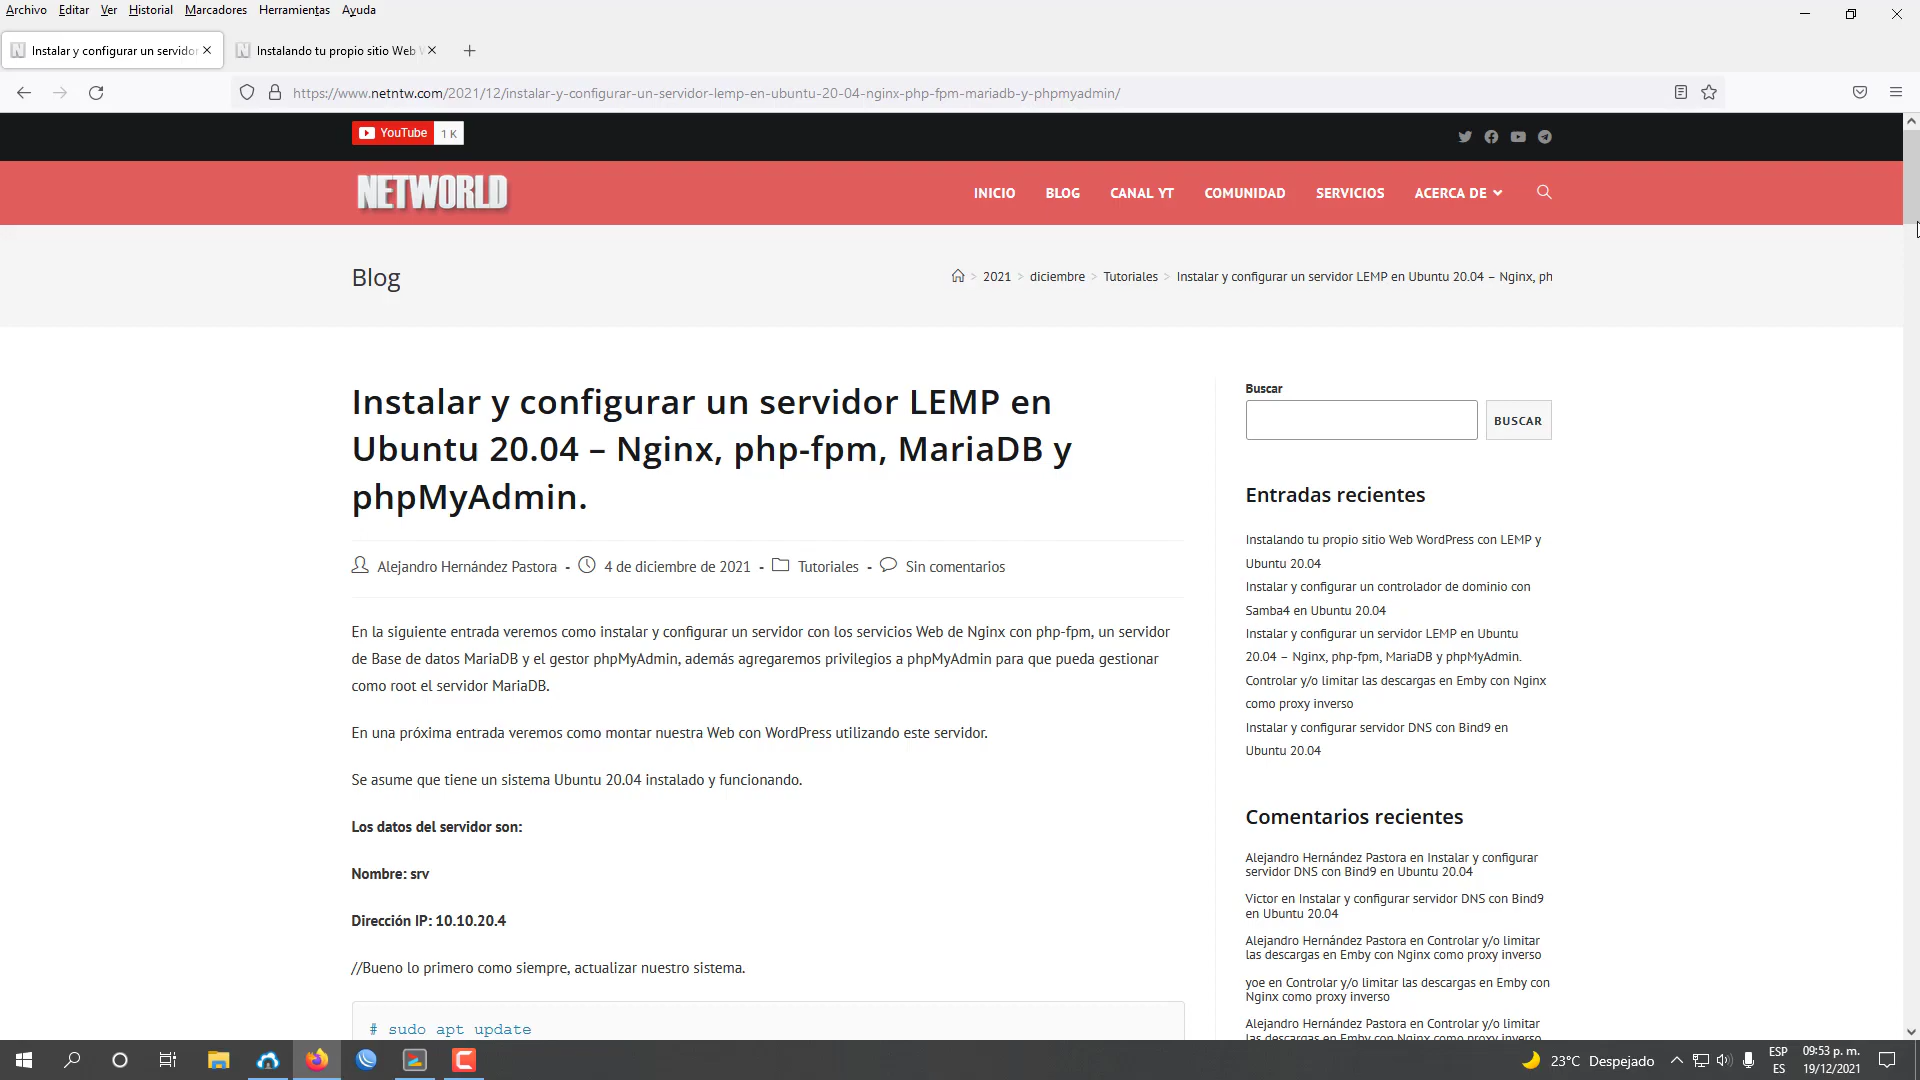 Archivo Editar Ver Historial Marcadores Herramientas Ayuda
Instalar y configurar un servidor
Instalando tu propio sitio Web
https://www.netntw.com/2021/12/instalar-y-configurar-un-servidor-lemp-en-ubuntu-20-04-nginx-php-fpm-mariadb-y-phpmyadmin/
YouTube 1 K
NETWORLD
INICIO BLOG CANAL YT COMUNIDAD SERVICIOS ACERCA DE
Blog
> 2021 > diciembre > Tutoriales > Instalar y configurar un servidor LEMP en Ubuntu 20.04 – Nginx, ph
Instalar y configurar un servidor LEMP en
Ubuntu 20.04 – Nginx, php-fpm, MariaDB y
phpMyAdmin.
Alejandro Hernández Pastora - 4 de diciembre de 2021 - Tutoriales - Sin comentarios
En la siguiente entrada veremos como instalar y configurar un servidor con los servicios Web de Nginx con php-fpm, un servidor
de Base de datos MariaDB y el gestor phpMyAdmin, además agregaremos privilegios a phpMyAdmin para que pueda gestionar
como root el servidor MariaDB.
En una próxima entrada veremos como montar nuestra Web con WordPress utilizando este servidor.
Se asume que tiene un sistema Ubuntu 20.04 instalado y funcionando.
Los datos del servidor son:
Nombre: srv
Dirección IP: 10.10.20.4
//Bueno lo primero como siempre, actualizar nuestro sistema.
# sudo apt update
Buscar
BUSCAR
Entradas recientes
Instalando tu propio sitio Web WordPress con LEMP y
Ubuntu 20.04
Instalar y configurar un controlador de dominio con
Samba4 en Ubuntu 20.04
Instalar y configurar un servidor LEMP en Ubuntu
20.04 – Nginx, php-fpm, MariaDB y phpMyAdmin.
Controlar y/o limitar las descargas en Emby con Nginx
como proxy inverso
Instalar y configurar servidor DNS con Bind9 en
Ubuntu 20.04
Comentarios recientes
Alejandro Hernández Pastora en Instalar y configurar
servidor DNS con Bind9 en Ubuntu 20.04
Victor en Instalar y configurar servidor DNS con Bind9
en Ubuntu 20.04
Alejandro Hernández Pastora en Controlar y/o limitar
las descargas en Emby con Nginx como proxy inverso
yoe en Controlar y/o limitar las descargas en Emby con
Nginx como proxy inverso
Alejandro Hernández Pastora en Controlar y/o limitar
las descargas en Emby con Nginx como proxy inverso
23°C Despejado
ESP
ES
09:53 p. m.
19/12/2021